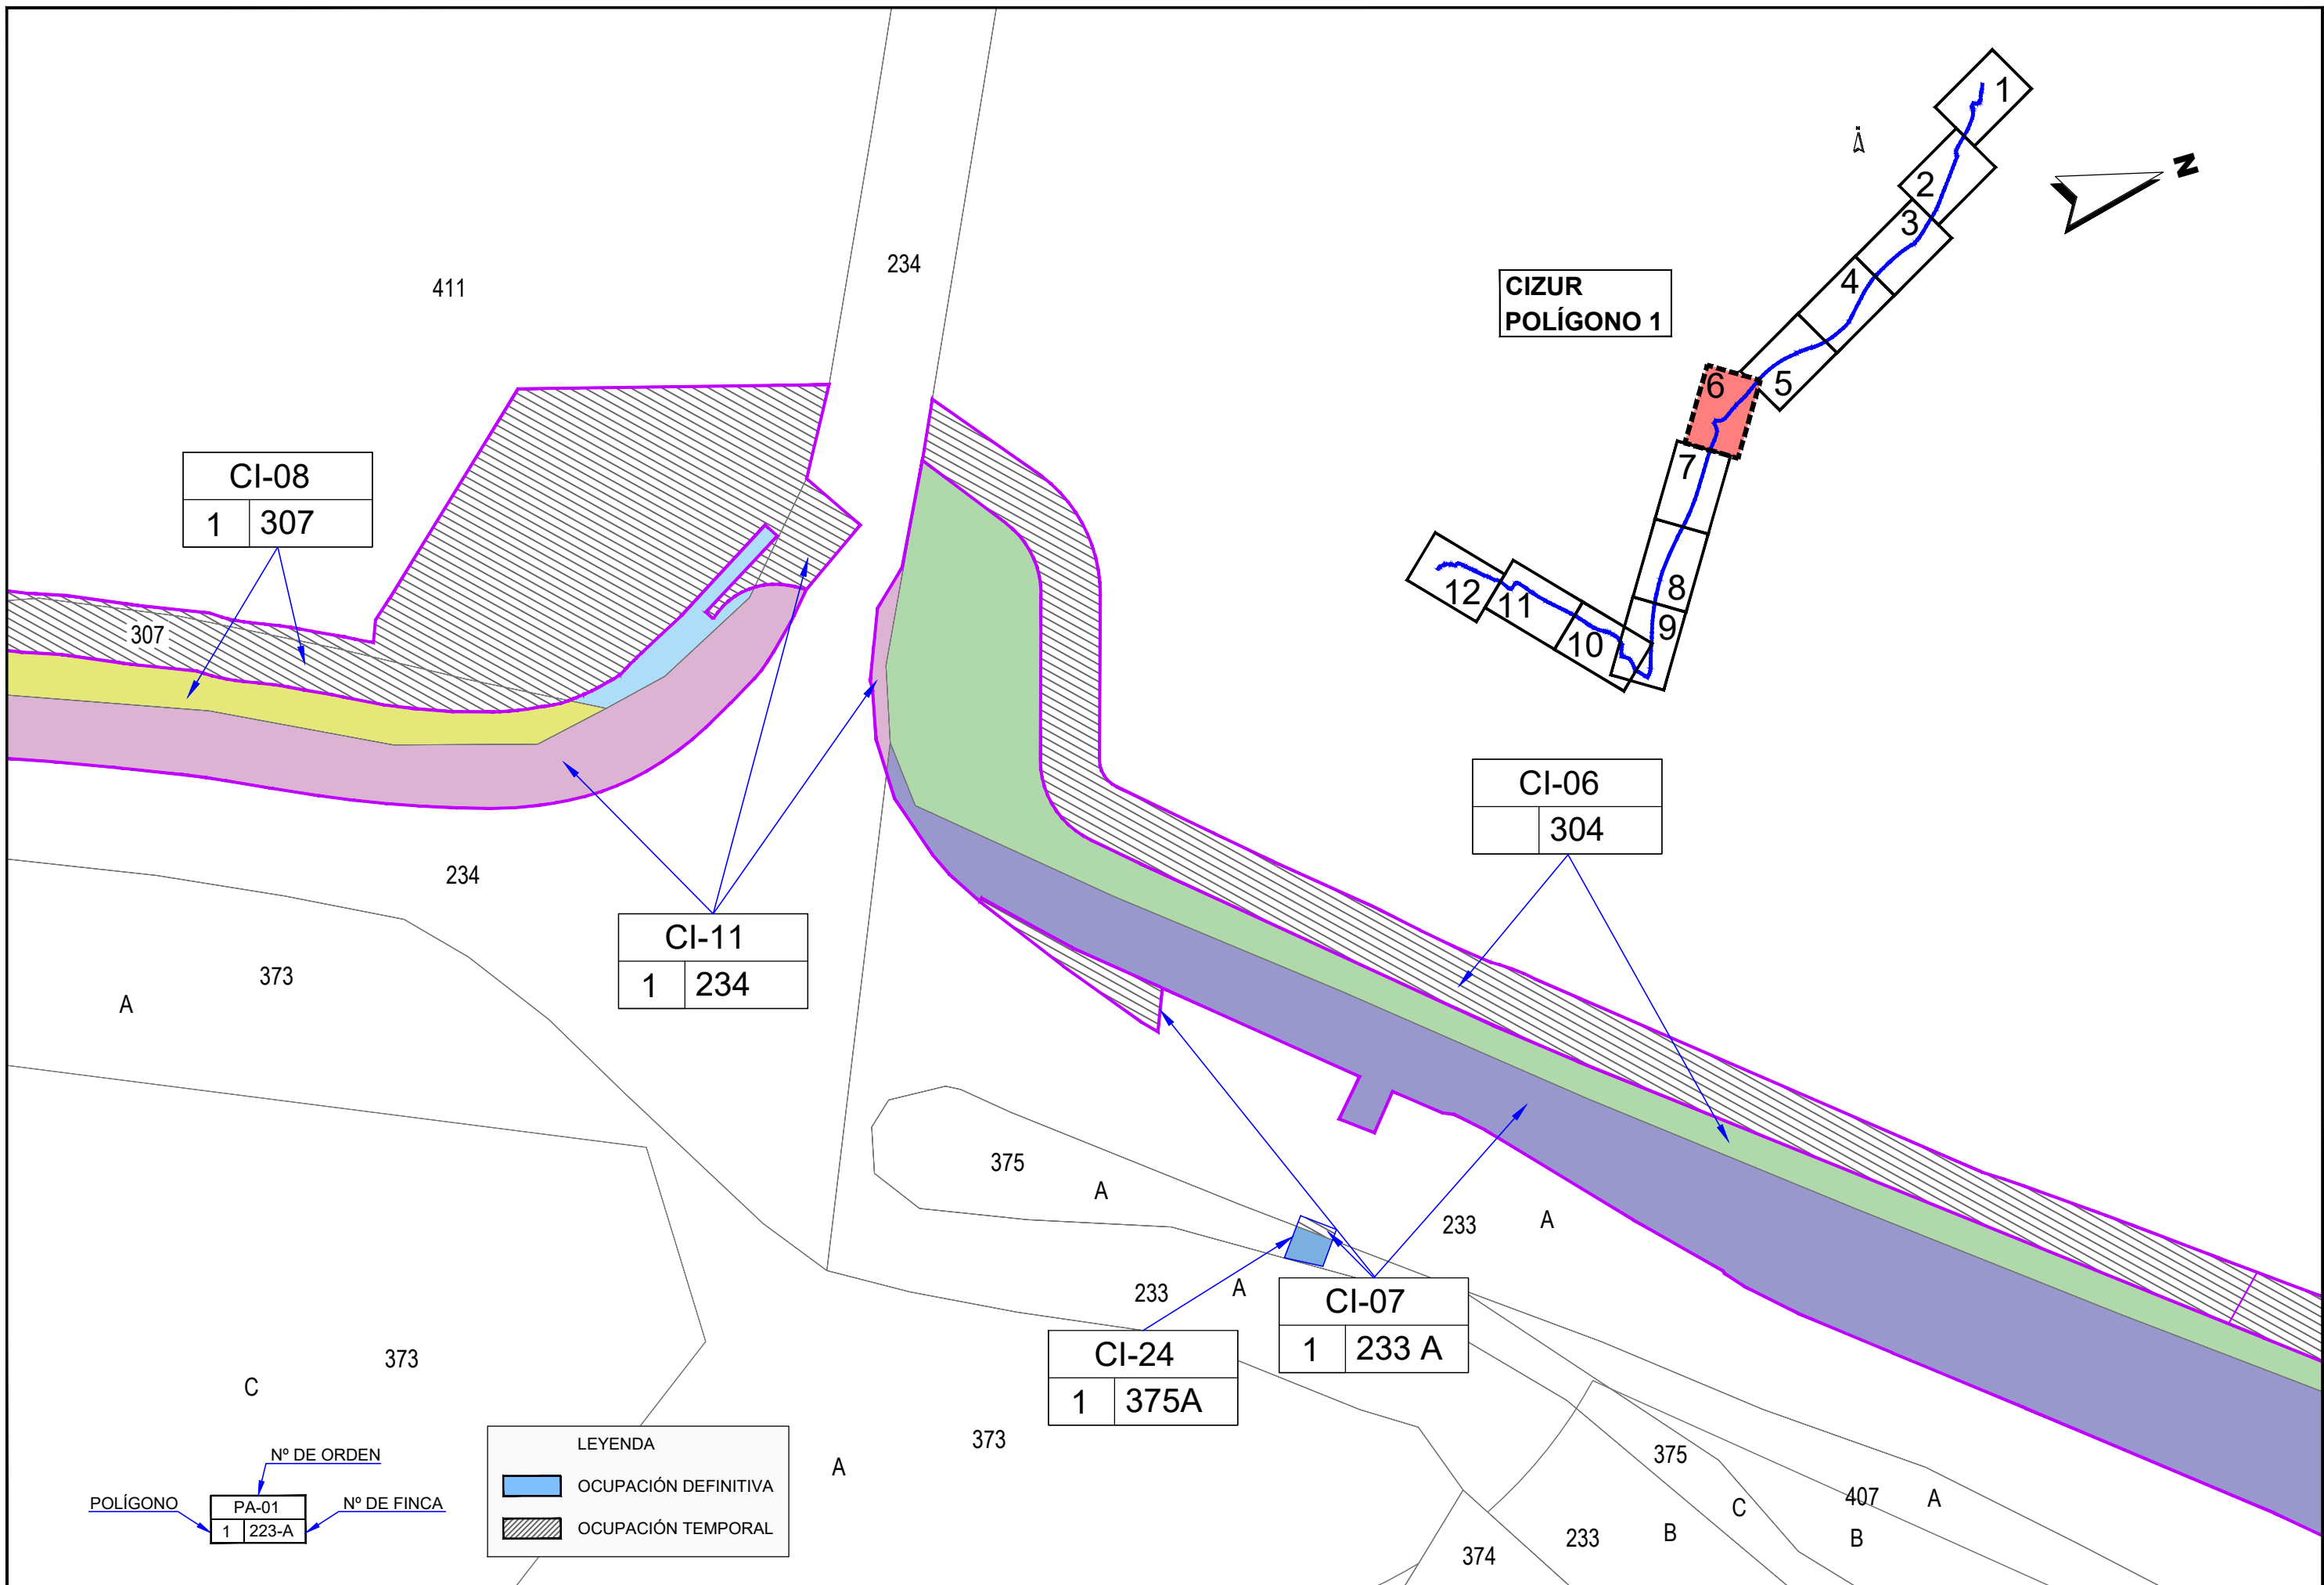 1
2
N
234
3
411
4
CIZUR
POLÍGONO 1
6
5
7
CI-08
1 307
8
12
11
9
307
10
CI-06
304
234
CI-11
1 234
373
A
375
A
233
A
233
A
CI-07
1 233 A
CI-24
1 375A
373
C
373
A
375
407
A
C
B
233
B
374
Nº DE ORDEN
POLÍGONO
PA-01
Nº DE FINCA
1 223-A
LEYENDA
OCUPACIÓN DEFINITIVA
OCUPACIÓN TEMPORAL